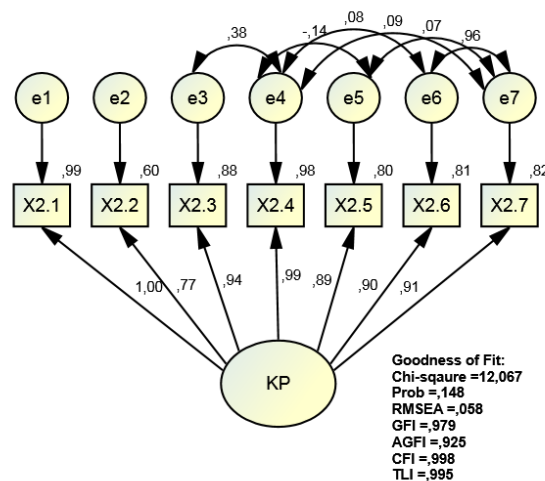 ,38
-,14
,08
,09
,07
,96
e1
e2
e3
e4
e5
e6
e7
,99
,60
,88
,98
,80
,81
,82
X2.1
X2.2
X2.3
X2.4
X2.5
X2.6
X2.7
1,00
,77
,94
,99
,89
,90
,91
KP
Goodness of Fit:
Chi-sqaure =12,067
Prob =,148
RMSEA =,058
GFI =,979
AGFI =,925
CFI =,998
TLI =,995